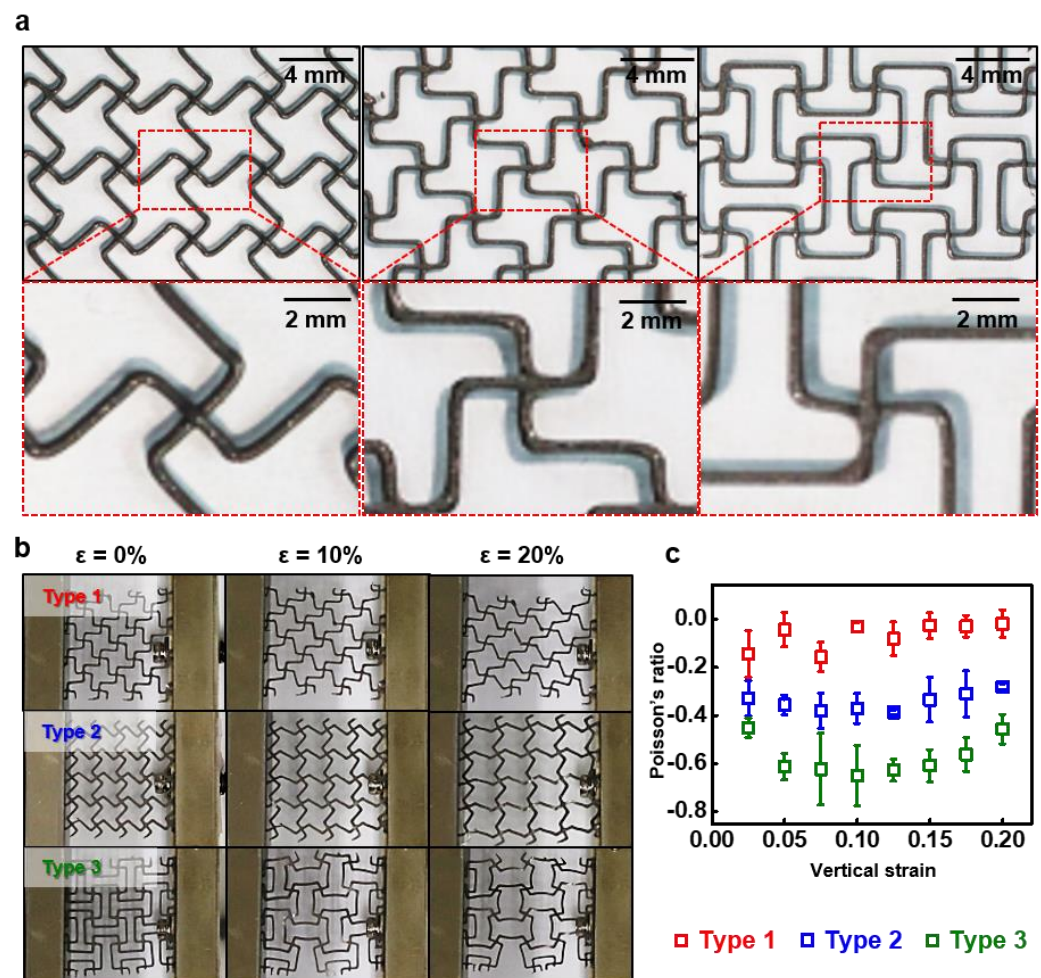 a
4 mm
4 mm
4 mm
2 mm
2 mm
2 mm
b
ε = 0%
ε = 10%
ε = 20%
Type 1
Type 2
Type 3
c
Poisson's ratio
0.0
-0.2
-0.4
-0.6
-0.8
0.00 0.05 0.10 0.15 0.20
Vertical strain
Type 1 Type 2 Type 3